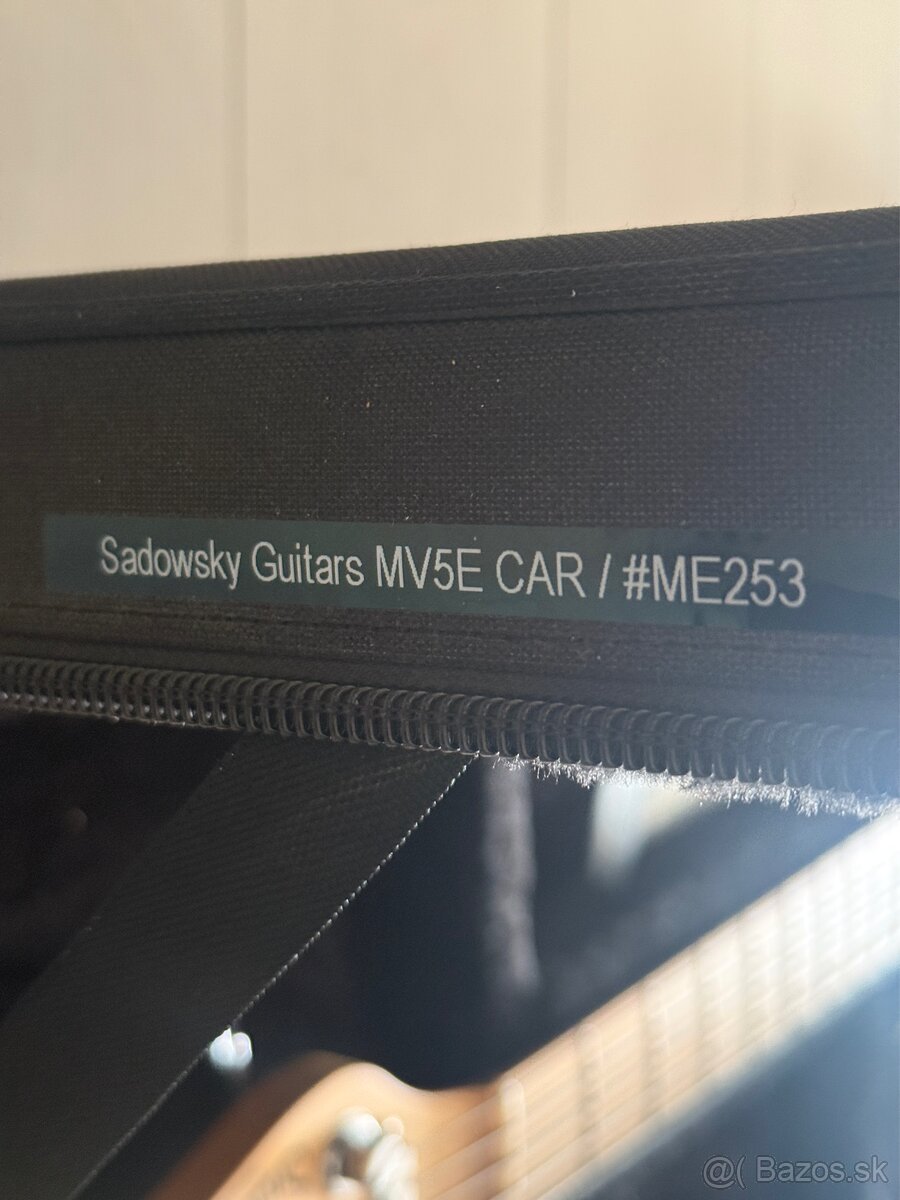 Sadowsky Guitars MV5E CAR / #ME253
@( Bazos.sk